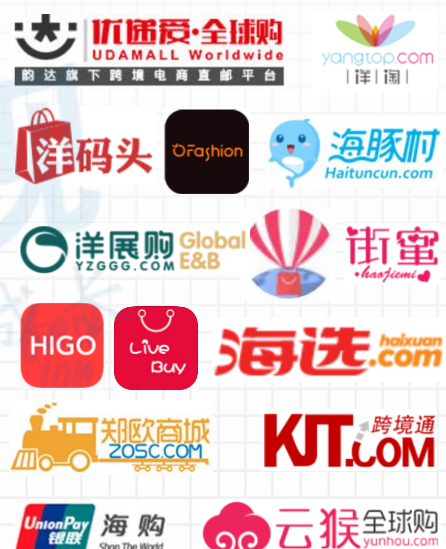 优递爱·全球购
UDAMALL Worldwide
韵达旗下跨境电商直邮平台
yangtop.com
洋|淘
洋码头
OFashion
海豚村
Haituncun.com
洋展购
YZGGG.COM
Global
E&B
街蜜
haojiemi
HIGO
Live
Buy
海选
haixuan
.com
郑欧商城
ZOSC.COM
KJT.COM
跨境通
UnionPay
银联
海购
Shop The World
云猴全球购
yunhou.com